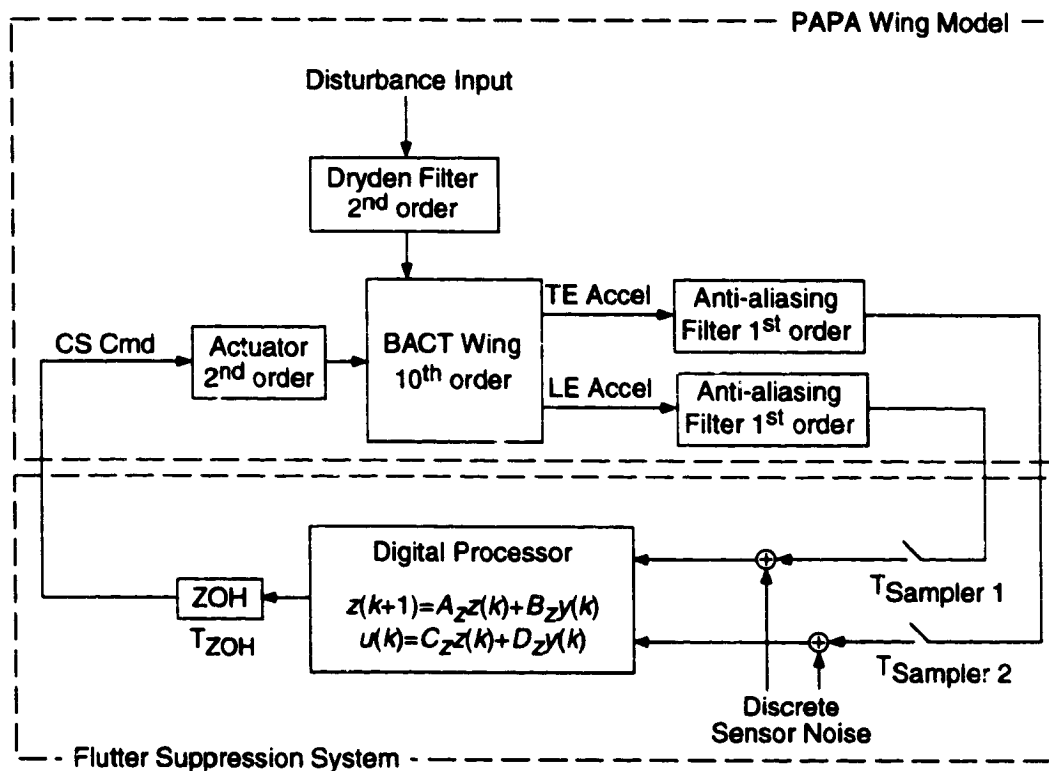 PAPA Wing Model
Disturbance Input
Dryden Filter
2nd order
CS Cmd
Actuator
2nd order
BACT Wing
10th order
TE Accel
LE Accel
Anti-aliasing
Filter 1st order
Anti-aliasing
Filter 1st order
Digital Processor
z(k+1)=Azz(k)+Bzy(k)
u(k)=Czz(k)+Dzy(k)
ZOH
TZOH
TSampler 1
TSampler 2
Discrete
Sensor Noise
Flutter Suppression System